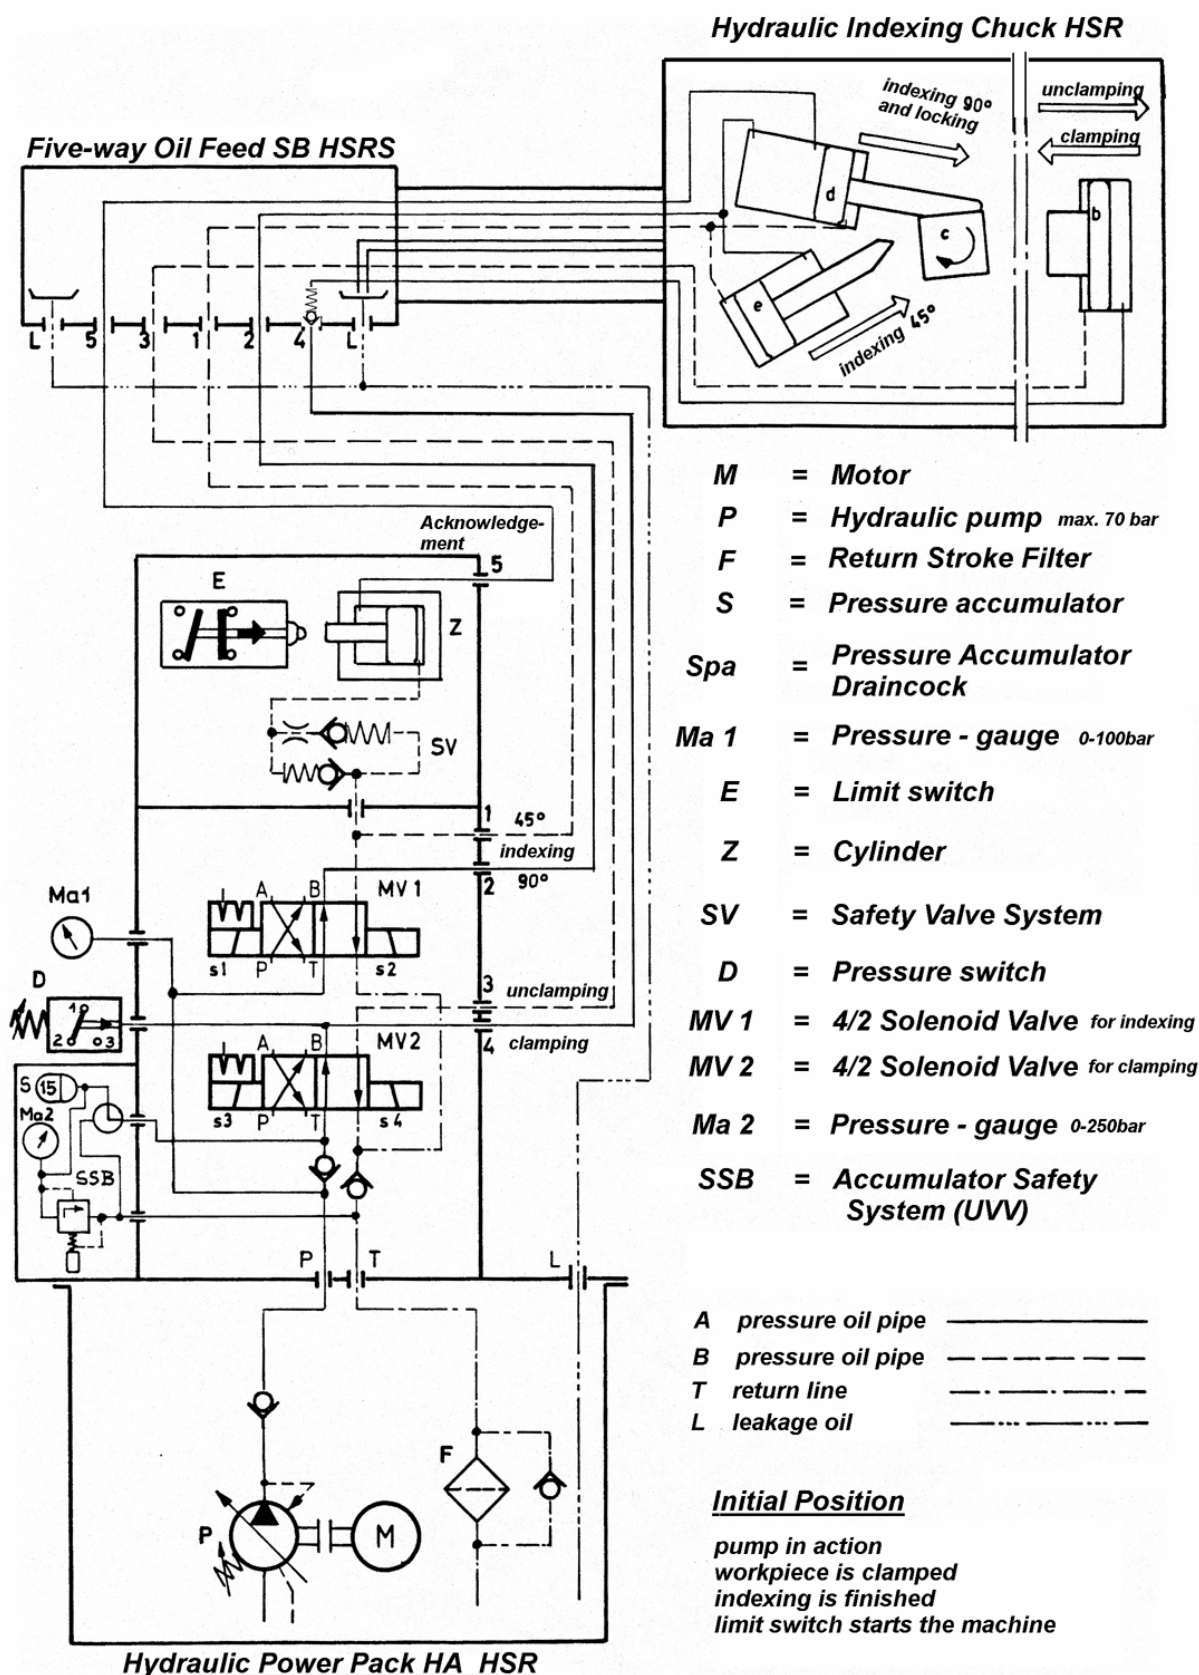 Hydraulic Indexing Chuck HSR
indexing 90°
and locking
unclamping
clamping
Five-way Oil Feed SB HSRS
d
c
b
e
indexing 45°
L 5 3 1 2 4 L
M = Motor
P = Hydraulic pump max. 70 bar
F = Return Stroke Filter
S = Pressure accumulator
Spa = Pressure Accumulator
Draincock
Ma 1 = Pressure - gauge 0-100bar
E = Limit switch
Z = Cylinder
SV = Safety Valve System
D = Pressure switch
MV 1 = 4/2 Solenoid Valve for indexing
MV 2 = 4/2 Solenoid Valve for clamping
Ma 2 = Pressure - gauge 0-250bar
SSB = Accumulator Safety
System (UVV)
Acknowledge-
ment
5
E
Z
SV
1
45°
indexing
2 90°
A B MV 1
Ma1
s1 P T s2
D
3
unclamping
1
2 3
4 clamping
A B MV2
S 15
Ma2
s3 P T s4
SSB
P T L
F
P
M
A pressure oil pipe
B pressure oil pipe
T return line
L leakage oil
Initial Position
pump in action
workpiece is clamped
indexing is finished
limit switch starts the machine
Hydraulic Power Pack HA HSR